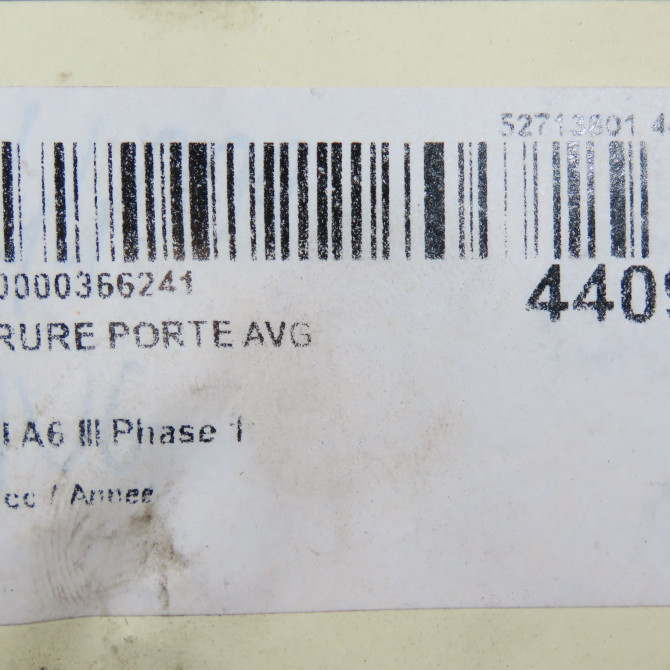 52713801 4
0000366241
4409
RURE PORTE AVG
I A6 III Phase 1
cc / Annee